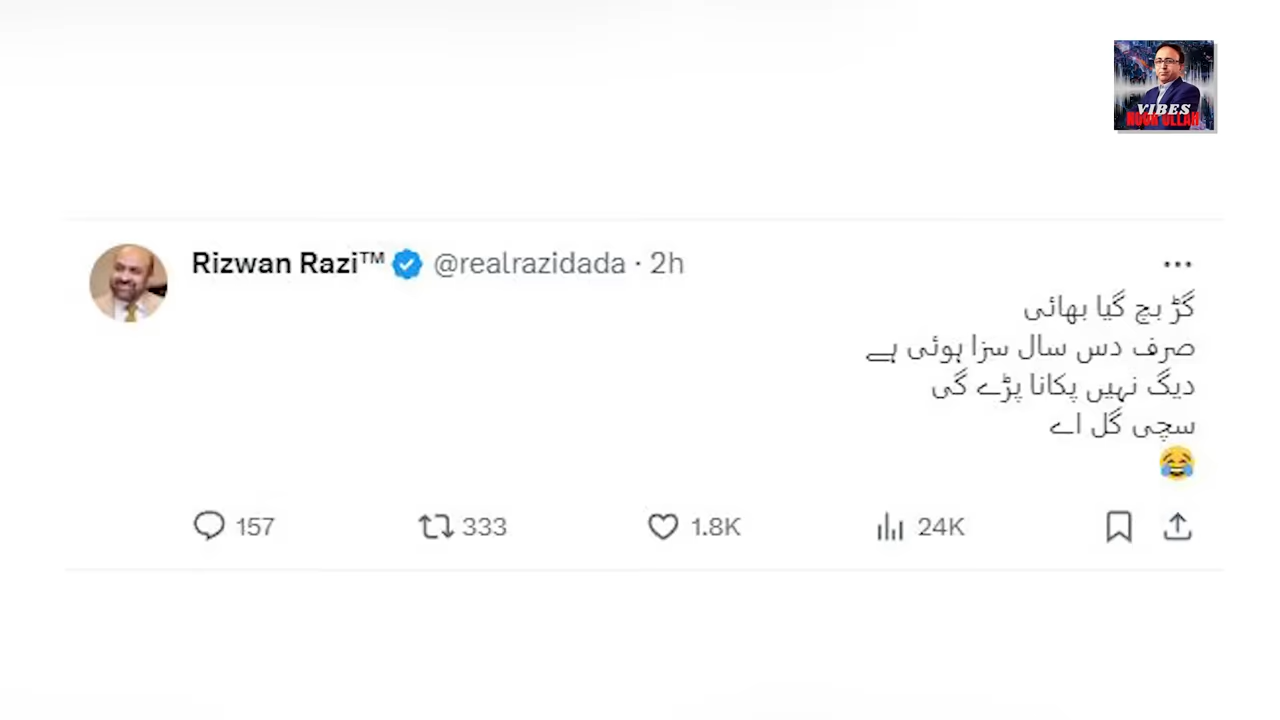 VIBES
NOOR ULLAH
Rizwan Razi™ @realrazidada · 2h
گڑ بچ گیا بھائی
صرف دس سال سزا ہوئی ہے
دیگ نہیں پکانا پڑے گی
سچی گل اے
😂
157 333 1.8K 24K